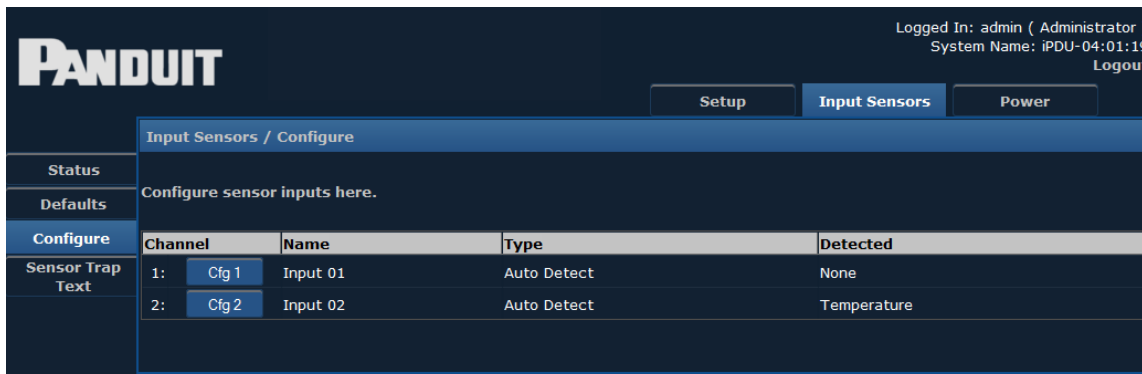 PANDUIT
Logged In: admin ( Administrator
System Name: iPDU-04:01:19
Logout
Setup
Input Sensors
Power
Input Sensors / Configure
Status
Defaults
Configure
Sensor Trap
Text
Configure sensor inputs here.
Channel Name Type Detected
1: Cfg 1 Input 01 Auto Detect None
2: Cfg 2 Input 02 Auto Detect Temperature